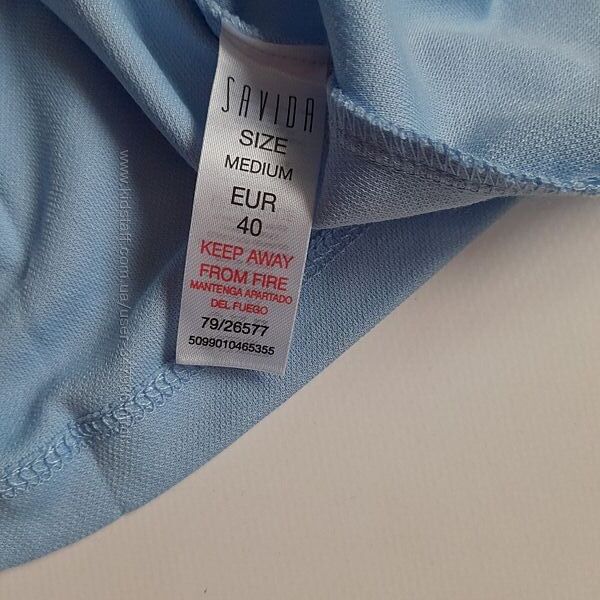 SAVIDA
SIZE
MEDIUM
EUR
40
KEEP AWAY
FROM FIRE
MANTENGA APARTADO
DEL FUEGO
79/26577
5099010465355